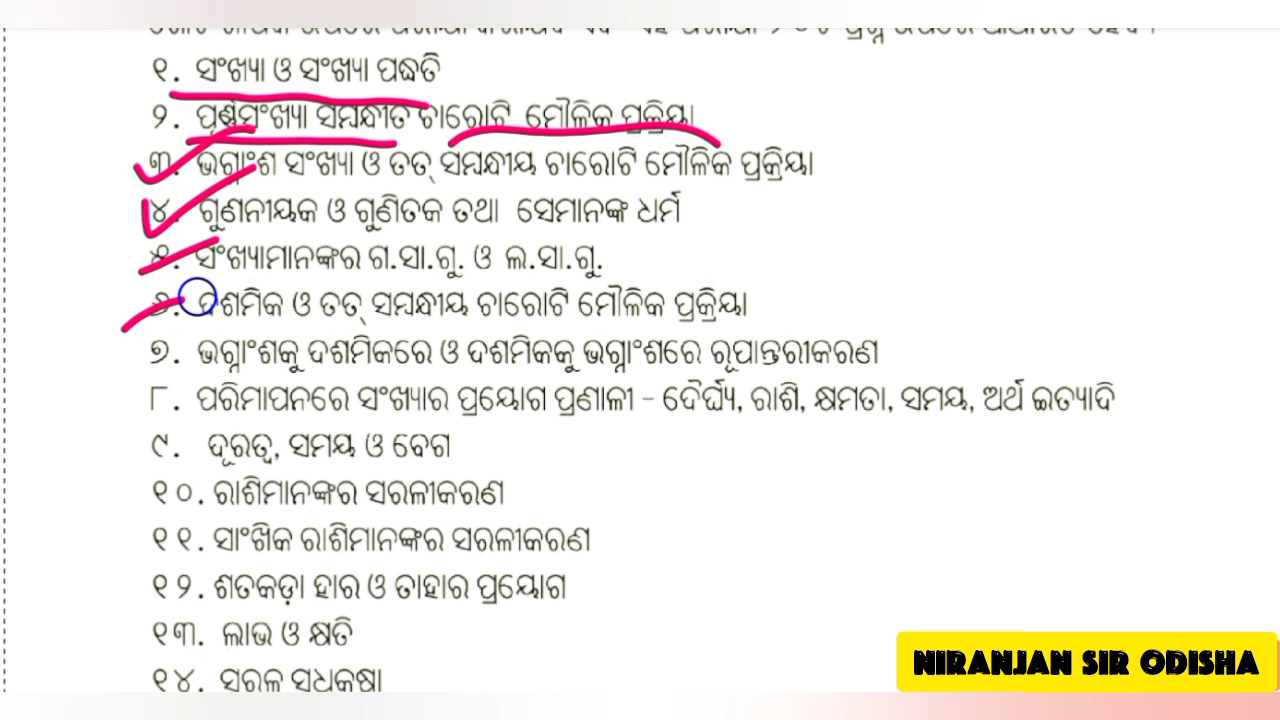 ୧. ସଂଖ୍ୟା ଓ ସଂଖ୍ୟା ପଦ୍ଧତି
୨. ପୂର୍ଣ୍ଣସଂଖ୍ୟା ସମ୍ବନ୍ଧୀତ ଚାରୋଟି ମୌଳିକ ପ୍ରକ୍ରିୟା
୩. ଭଗ୍ନାଂଶ ସଂଖ୍ୟା ଓ ତତ୍ ସମ୍ବନ୍ଧୀୟ ଚାରୋଟି ମୌଳିକ ପ୍ରକ୍ରିୟା
୪. ଗୁଣନୀୟକ ଓ ଗୁଣିତକ ତଥା ସେମାନଙ୍କ ଧର୍ମ
୫. ସଂଖ୍ୟାମାନଙ୍କର ଗ.ସା.ଗୁ. ଓ ଲ.ସା.ଗୁ.
୬. ଦଶମିକ ଓ ତତ୍ ସମ୍ବନ୍ଧୀୟ ଚାରୋଟି ମୌଳିକ ପ୍ରକ୍ରିୟା
୭. ଭଗ୍ନାଂଶକୁ ଦଶମିକରେ ଓ ଦଶମିକକୁ ଭଗ୍ନାଂଶରେ ରୂପାନ୍ତରୀକରଣ
୮. ପରିମାପନରେ ସଂଖ୍ୟାର ପ୍ରୟୋଗ ପ୍ରଣାଳୀ – ଦୈର୍ଘ୍ୟ, ରାଶି, କ୍ଷମତା, ସମୟ, ଅର୍ଥ ଇତ୍ୟାଦି
୯. ଦୂରତ୍ୱ, ସମୟ ଓ ବେଗ
୧୦. ରାଶିମାନଙ୍କର ସରଳୀକରଣ
୧୧. ସାଂଖିକ ରାଶିମାନଙ୍କର ସରଳୀକରଣ
୧୨. ଶତକଡ଼ା ହାର ଓ ତାହାର ପ୍ରୟୋଗ
୧୩. ଲାଭ ଓ କ୍ଷତି
୧୪. ସରଳ ସୁଧକଷା
NIRANJAN SIR ODISHA